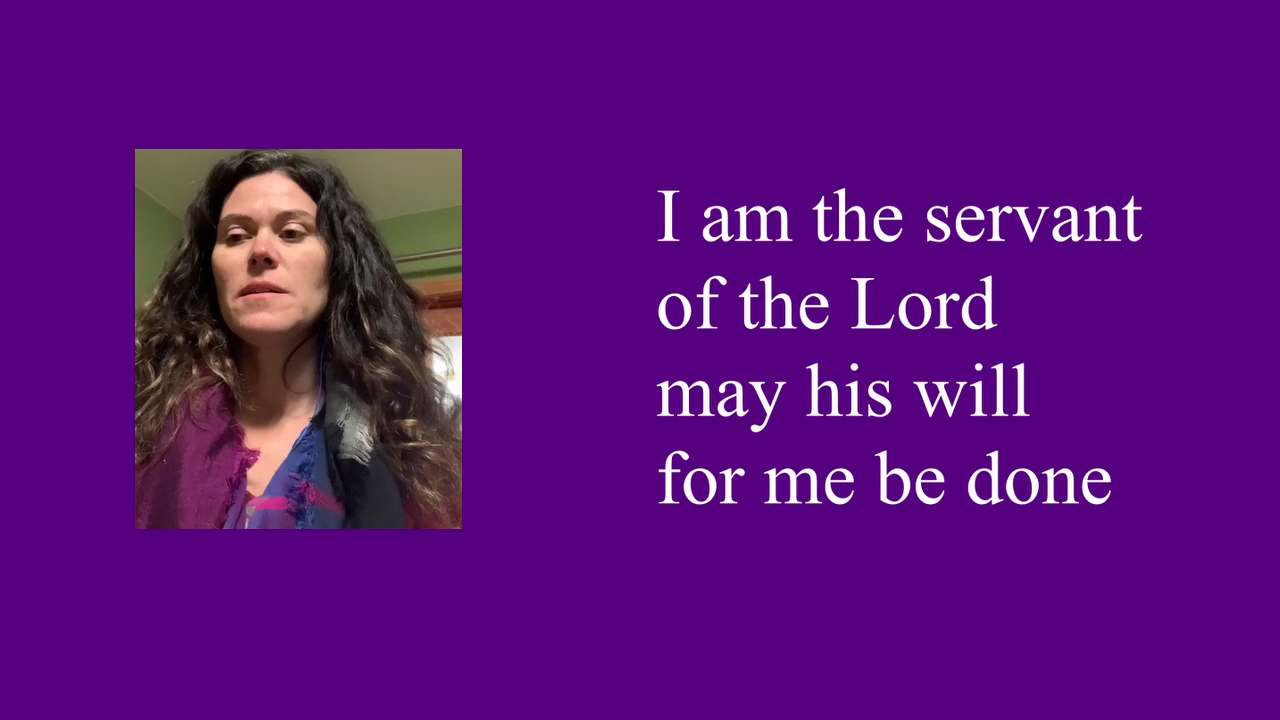 I am the servant
of the Lord
may his will
for me be done